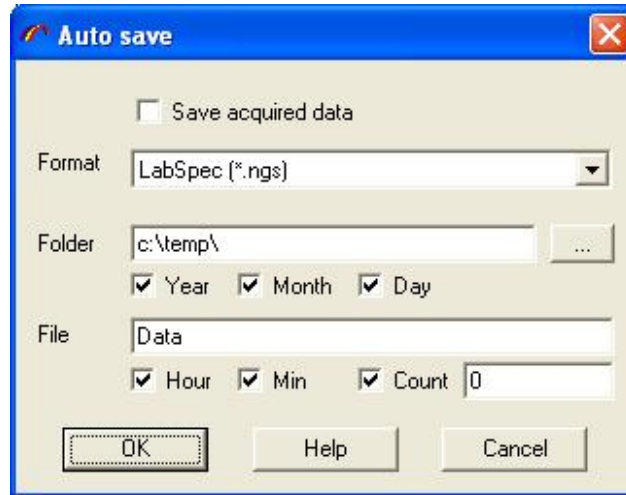 Auto save
Save acquired data
Format LabSpec (*.ngs)
Folder c:\temp\ ...
Year Month Day
File Data
Hour Min Count 0
OK Help Cancel